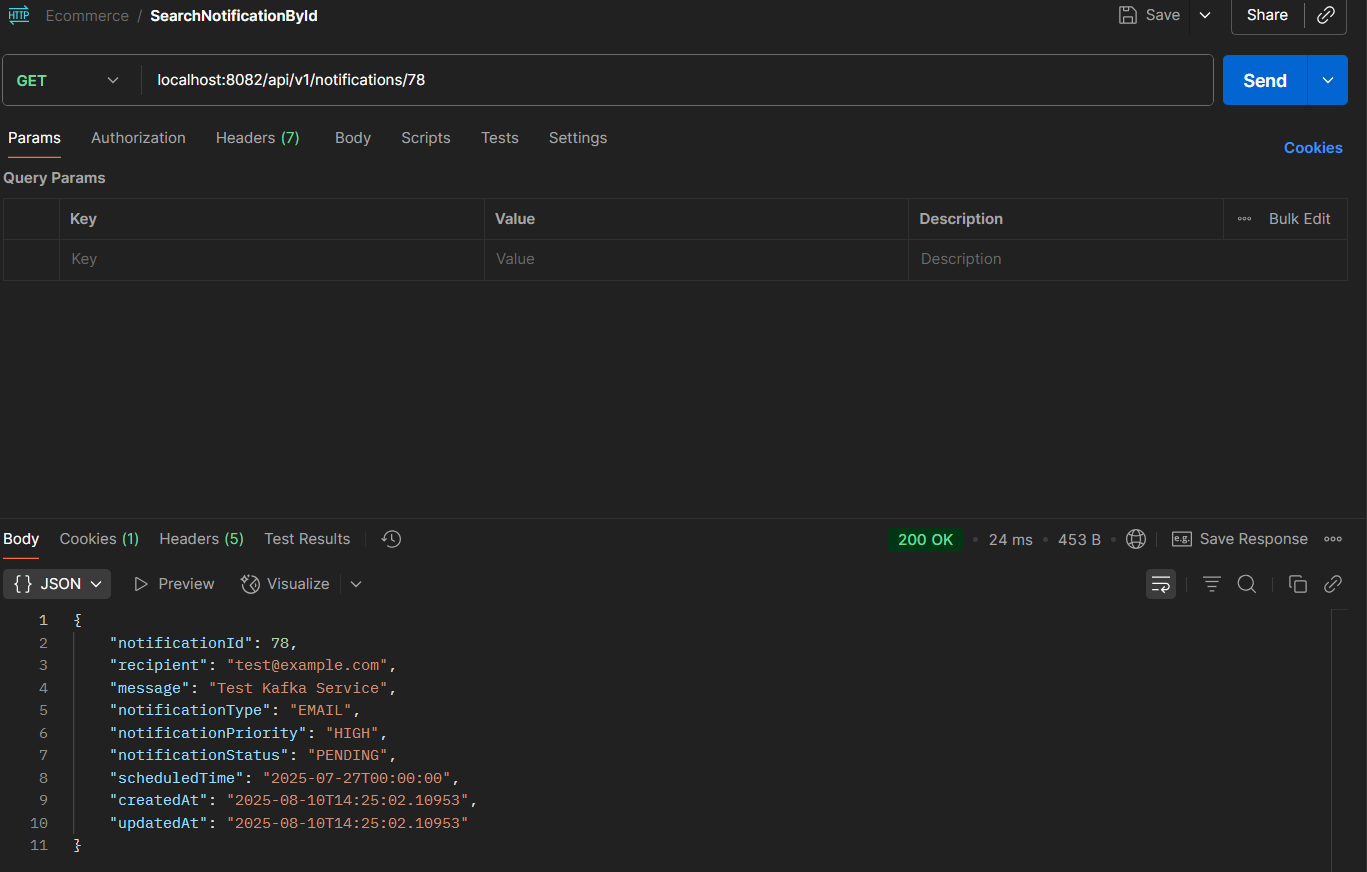 HTTP Ecommerce / SearchNotificationById Save Share
GET localhost:8082/api/v1/notifications/78 Send
Params Authorization Headers (7) Body Scripts Tests Settings Cookies
Query Params
Key Value Description Bulk Edit
Key Value Description
Body Cookies (1) Headers (5) Test Results 200 OK • 24 ms • 453 B • e.g. Save Response
{} JSON Preview Visualize
1 {
2 "notificationId": 78,
3 "recipient": "test@example.com",
4 "message": "Test Kafka Service",
5 "notificationType": "EMAIL",
6 "notificationPriority": "HIGH",
7 "notificationStatus": "PENDING",
8 "scheduledTime": "2025-07-27T00:00:00",
9 "createdAt": "2025-08-10T14:25:02.10953",
10 "updatedAt": "2025-08-10T14:25:02.10953"
11 }